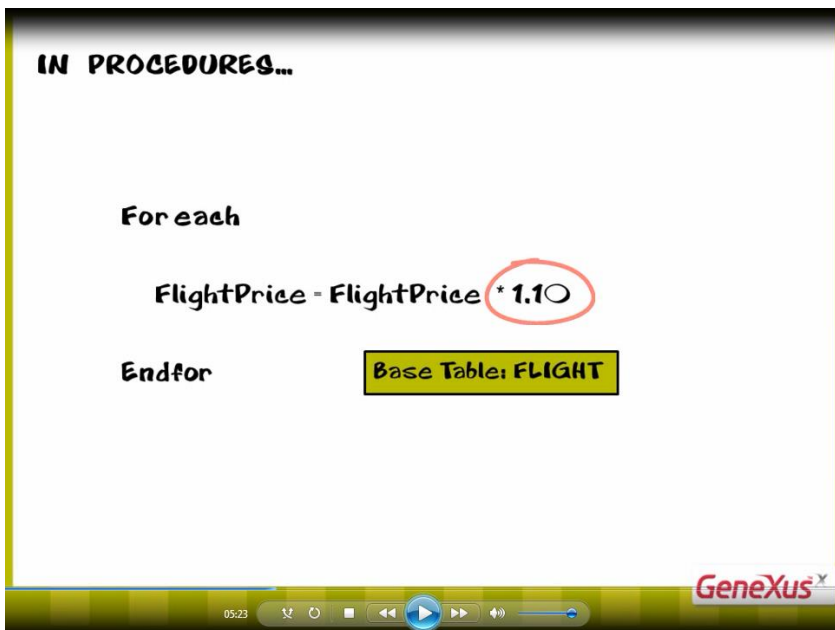 IN PROCEDURES...
For each
FlightPrice = FlightPrice * 1.10
Endfor
Base Table: FLIGHT
GeneXus X
05:23